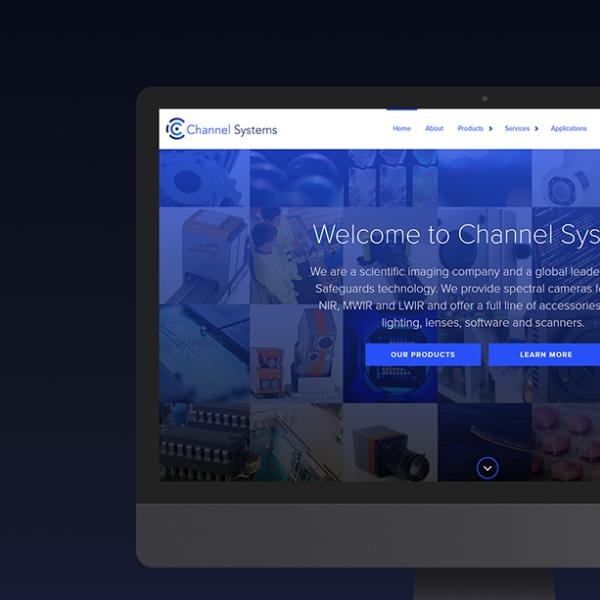 Channel Systems
Home About Products Services Applications
Welcome to Channel Sys
We are a scientific imaging company and a global leade
Safeguards technology. We provide spectral cameras f
NIR, MWIR and LWIR and offer a full line of accessories
lighting, lenses, software and scanners.
OUR PRODUCTS LEARN MORE